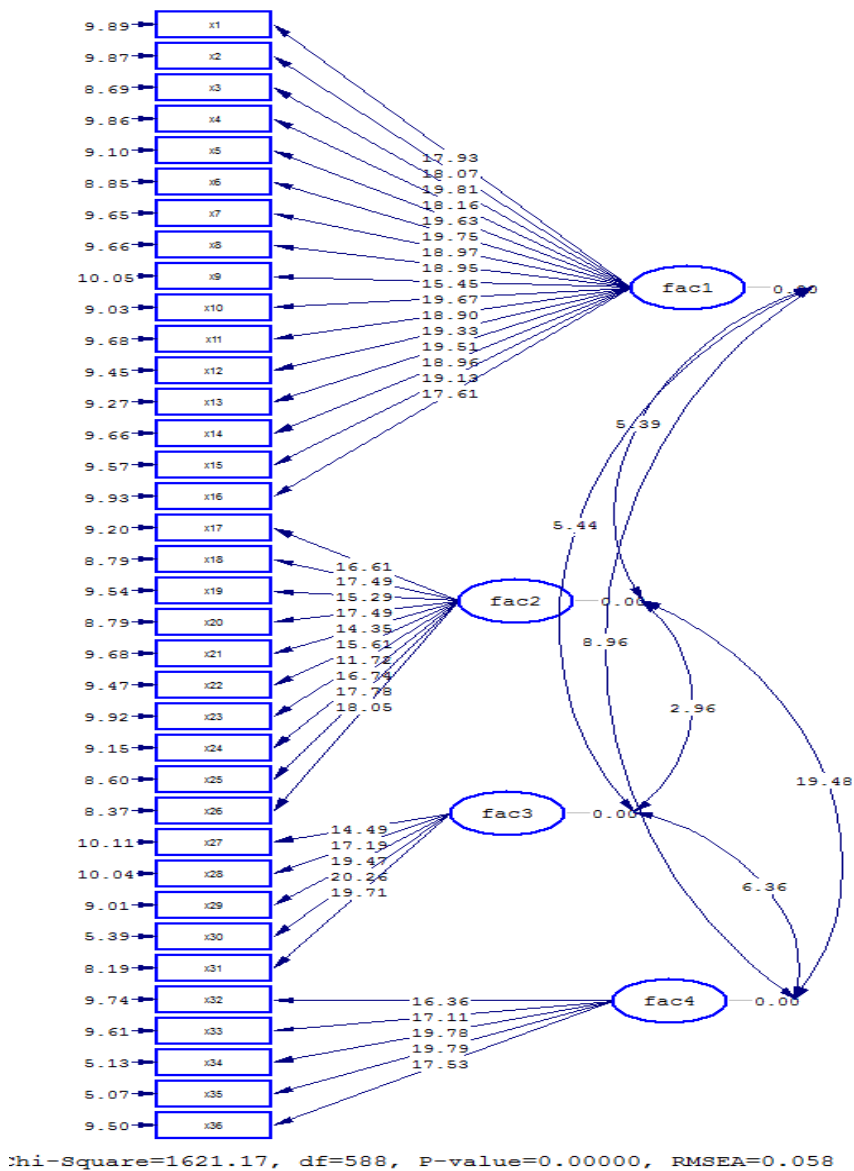 9.89 x1
9.87 x2
8.69 x3
9.86 x4
9.10 x5
8.85 x6
9.65 x7
9.66 x8
10.05 x9
9.03 x10
9.68 x11
9.45 x12
9.27 x13
9.66 x14
9.57 x15
9.93 x16
9.20 x17
8.79 x18
9.54 x19
8.79 x20
9.68 x21
9.47 x22
9.92 x23
9.15 x24
8.60 x25
8.37 x26
10.11 x27
10.04 x28
9.01 x29
5.39 x30
8.19 x31
9.74 x32
9.61 x33
5.13 x34
5.07 x35
9.50 x36
17.93
18.07
19.81
18.16
19.63
19.75
18.97
18.95
15.45
19.67
18.90
19.33
19.51
18.96
19.13
17.61
fac1 0.00
16.61
17.49
15.29
17.49
14.35
15.61
11.72
16.74
17.78
18.05
fac2 0.00
14.49
17.19
19.47
20.26
19.71
fac3 0.00
16.36
17.11
19.78
19.79
17.53
fac4 0.00
5.39
5.44
8.96
2.96
19.48
6.36
Chi-Square=1621.17, df=588, P-value=0.00000, RMSEA=0.058